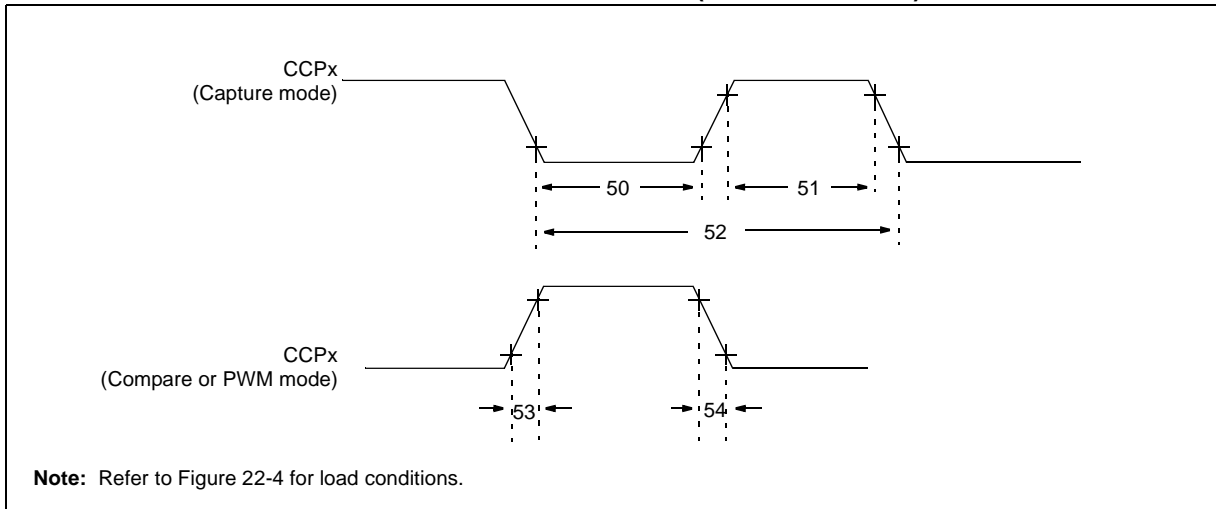 CCPx
(Capture mode)
50
51
52
CCPx
(Compare or PWM mode)
53
54
Note: Refer to Figure 22-4 for load conditions.